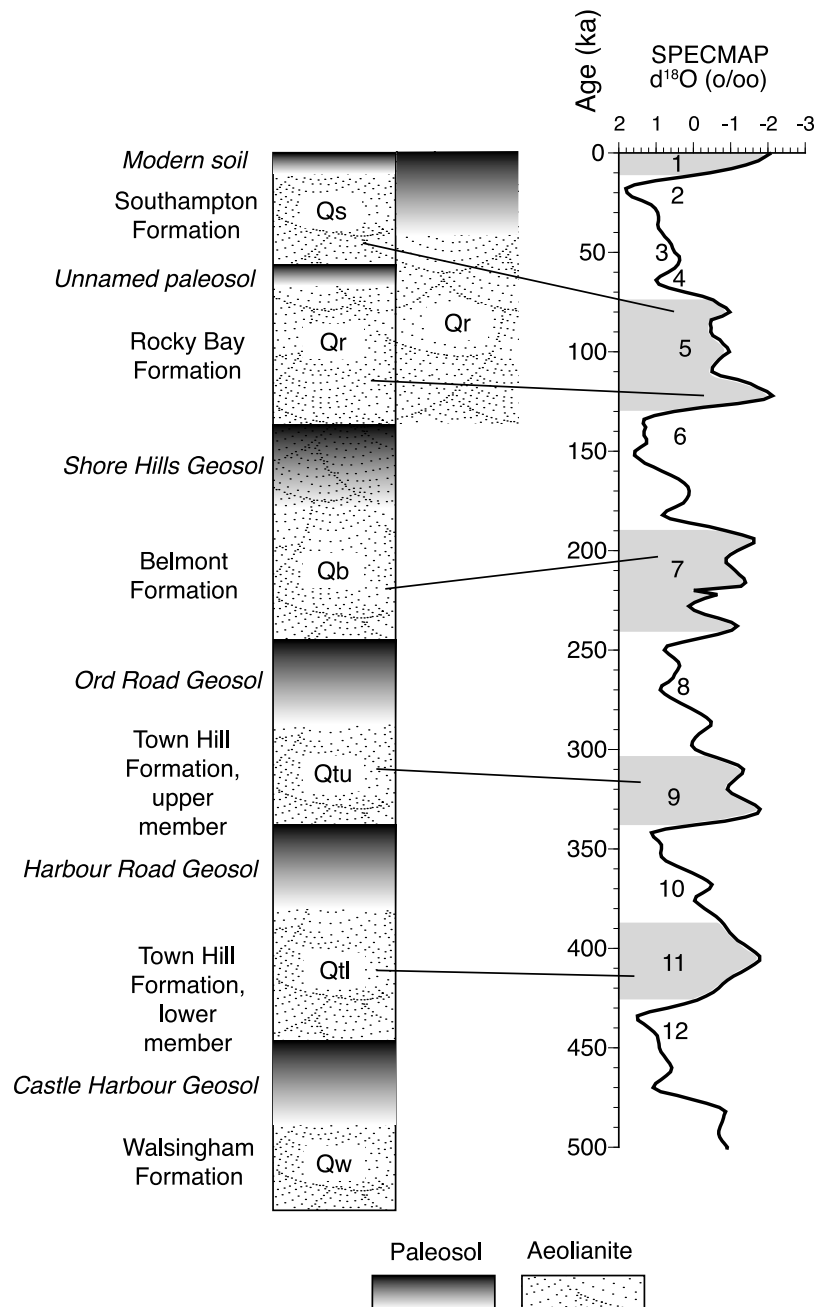 SPECMAP
d¹⁸O (o/oo)
Age (ka)
2 1 0 -1 -2 -3
0
50
100
150
200
250
300
350
400
450
500
1
2
3
4
5
6
7
8
9
10
11
12
Modern soil
Southampton
Formation
Qs
Unnamed paleosol
Rocky Bay
Formation
Qr
Qr
Shore Hills Geosol
Belmont
Formation
Qb
Ord Road Geosol
Town Hill
Formation,
upper
member
Qtu
Harbour Road Geosol
Town Hill
Formation,
lower
member
Qtl
Castle Harbour Geosol
Walsingham
Formation
Qw
Paleosol
Aeolianite